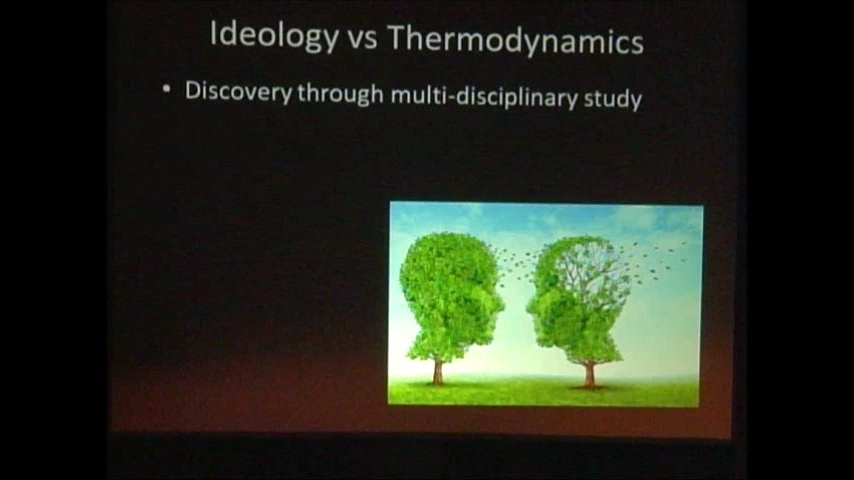 Ideology vs Thermodynamics
• Discovery through multi-disciplinary study